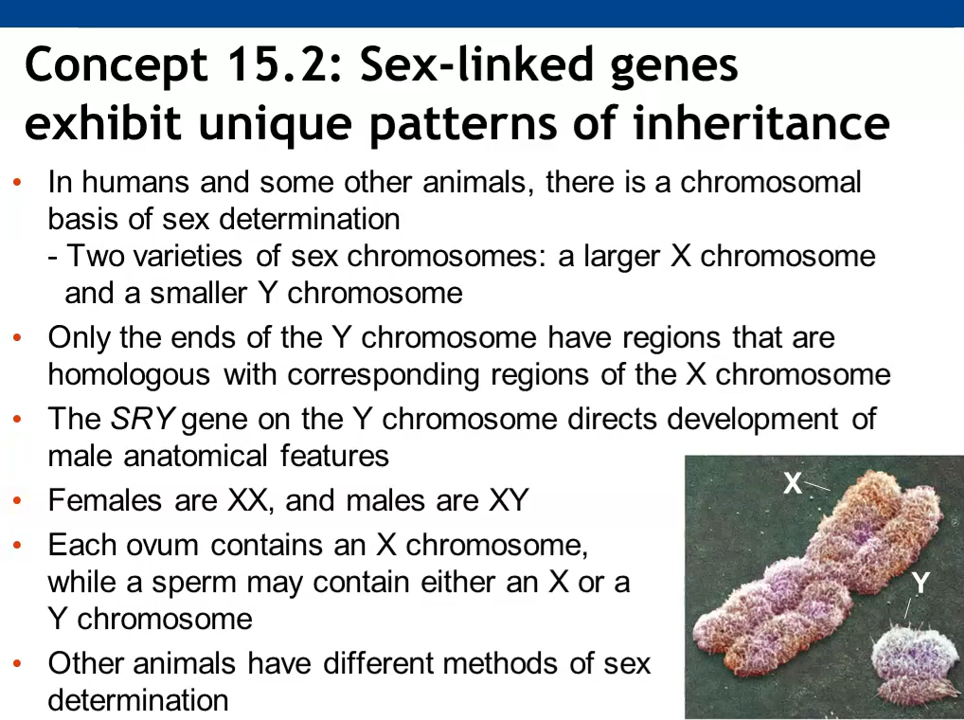 Concept 15.2: Sex-linked genes
exhibit unique patterns of inheritance
• In humans and some other animals, there is a chromosomal
basis of sex determination
- Two varieties of sex chromosomes: a larger X chromosome
and a smaller Y chromosome
• Only the ends of the Y chromosome have regions that are
homologous with corresponding regions of the X chromosome
• The SRY gene on the Y chromosome directs development of
male anatomical features
• Females are XX, and males are XY
• Each ovum contains an X chromosome,
while a sperm may contain either an X or a
Y chromosome
• Other animals have different methods of sex
determination
X
Y